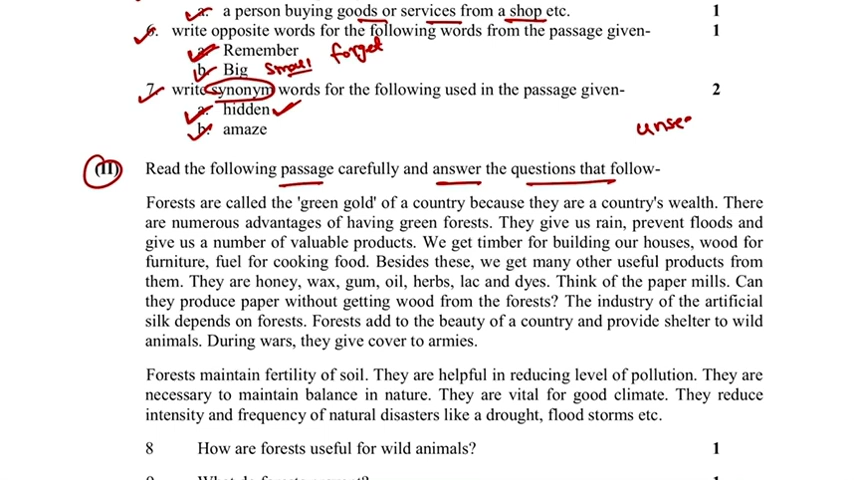 a. a person buying goods or services from a shop etc. 1
6. write opposite words for the following words from the passage given- 1
a. Remember forget
b. Big small
7. write synonym words for the following used in the passage given- 2
a. hidden
b. amaze
unse
(II) Read the following passage carefully and answer the questions that follow-
Forests are called the 'green gold' of a country because they are a country's wealth. There
are numerous advantages of having green forests. They give us rain, prevent floods and
give us a number of valuable products. We get timber for building our houses, wood for
furniture, fuel for cooking food. Besides these, we get many other useful products from
them. They are honey, wax, gum, oil, herbs, lac and dyes. Think of the paper mills. Can
they produce paper without getting wood from the forests? The industry of the artificial
silk depends on forests. Forests add to the beauty of a country and provide shelter to wild
animals. During wars, they give cover to armies.
Forests maintain fertility of soil. They are helpful in reducing level of pollution. They are
necessary to maintain balance in nature. They are vital for good climate. They reduce
intensity and frequency of natural disasters like a drought, flood storms etc.
8 How are forests useful for wild animals? 1